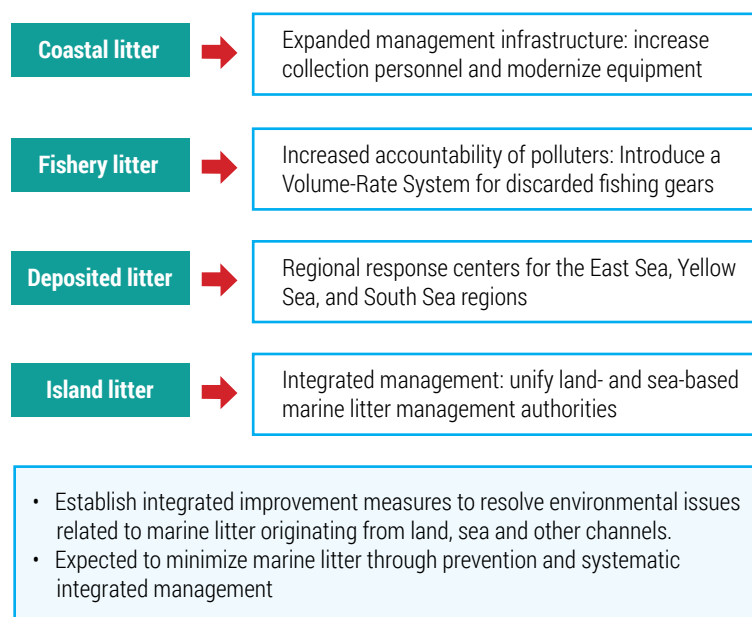 Coastal litter
Expanded management infrastructure: increase
collection personnel and modernize equipment
Fishery litter
Increased accountability of polluters: Introduce a
Volume-Rate System for discarded fishing gears
Deposited litter
Regional response centers for the East Sea, Yellow
Sea, and South Sea regions
Island litter
Integrated management: unify land- and sea-based
marine litter management authorities
• Establish integrated improvement measures to resolve environmental issues
related to marine litter originating from land, sea and other channels.
• Expected to minimize marine litter through prevention and systematic
integrated management